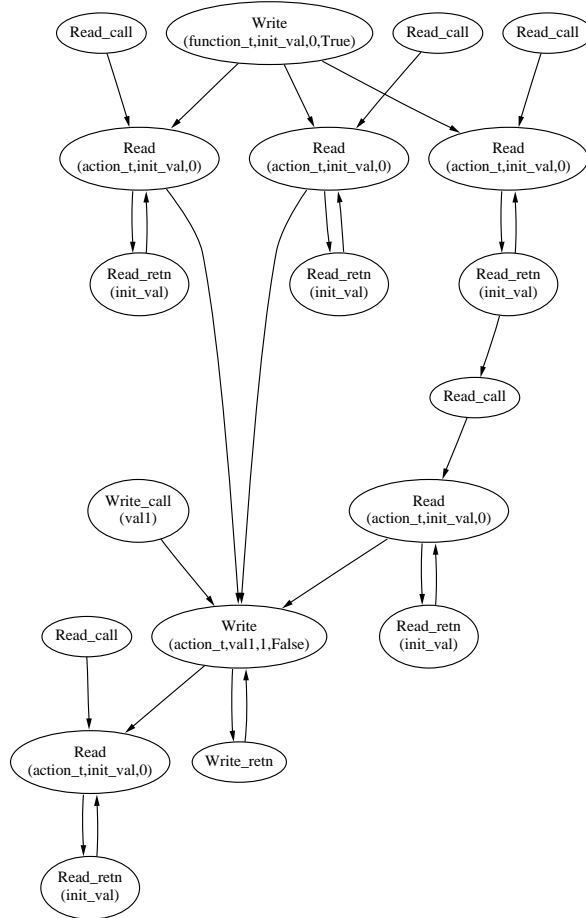 Read_call
Write
(function_t,init_val,0,True)
Read_call
Read_call
Read
(action_t,init_val,0)
Read
(action_t,init_val,0)
Read
(action_t,init_val,0)
Read_retn
(init_val)
Read_retn
(init_val)
Read_retn
(init_val)
Read_call
Write_call
(val1)
Read
(action_t,init_val,0)
Read_call
Write
(action_t,val1,1,False)
Read_retn
(init_val)
Read
(action_t,init_val,0)
Write_retn
Read_retn
(init_val)